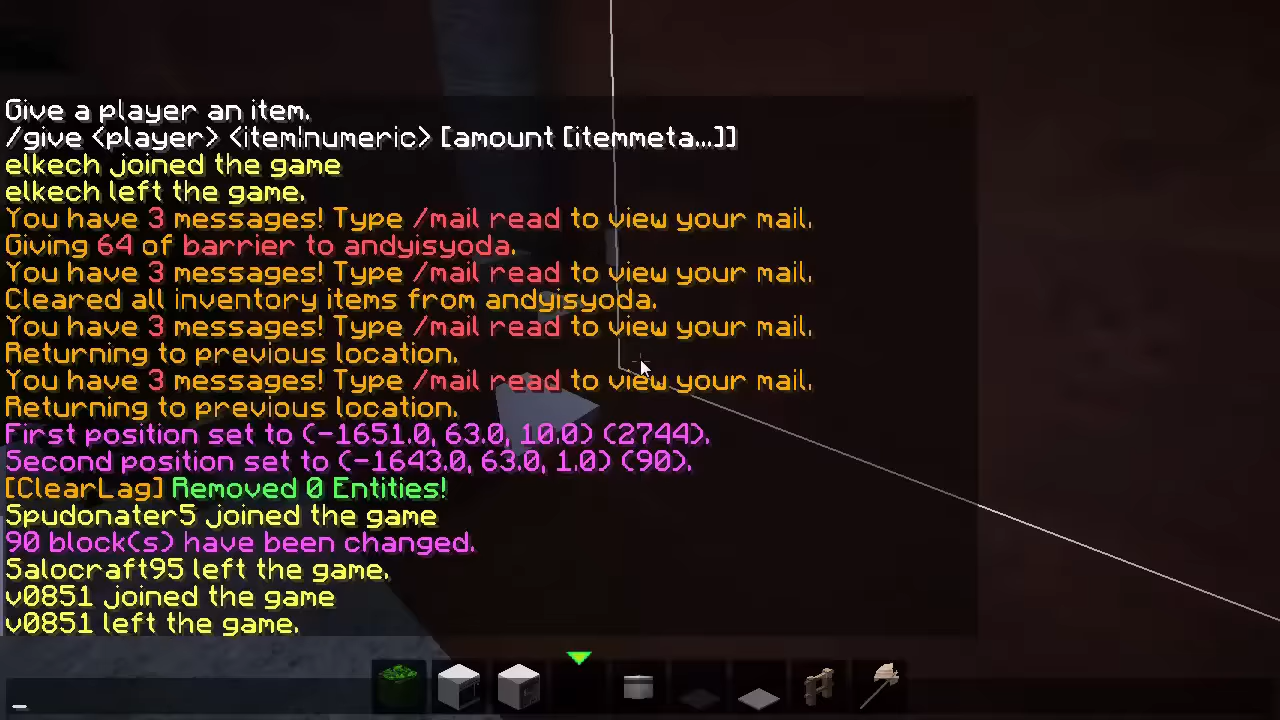 Give a player an item.
/give <player> <item|numeric> [amount [itemmeta...]]
elkech joined the game
elkech left the game.
You have 3 messages! Type /mail read to view your mail.
Giving 64 of barrier to andyisyoda.
You have 3 messages! Type /mail read to view your mail.
Cleared all inventory items from andyisyoda.
You have 3 messages! Type /mail read to view your mail.
Returning to previous location.
You have 3 messages! Type /mail read to view your mail.
Returning to previous location.
First position set to (-1651.0, 63.0, 10.0) (2744).
Second position set to (-1643.0, 63.0, 1.0) (90).
[ClearLag] Removed 0 Entities!
Spudonater5 joined the game
90 block(s) have been changed.
Salocraft95 left the game.
v0851 joined the game
v0851 left the game.
_